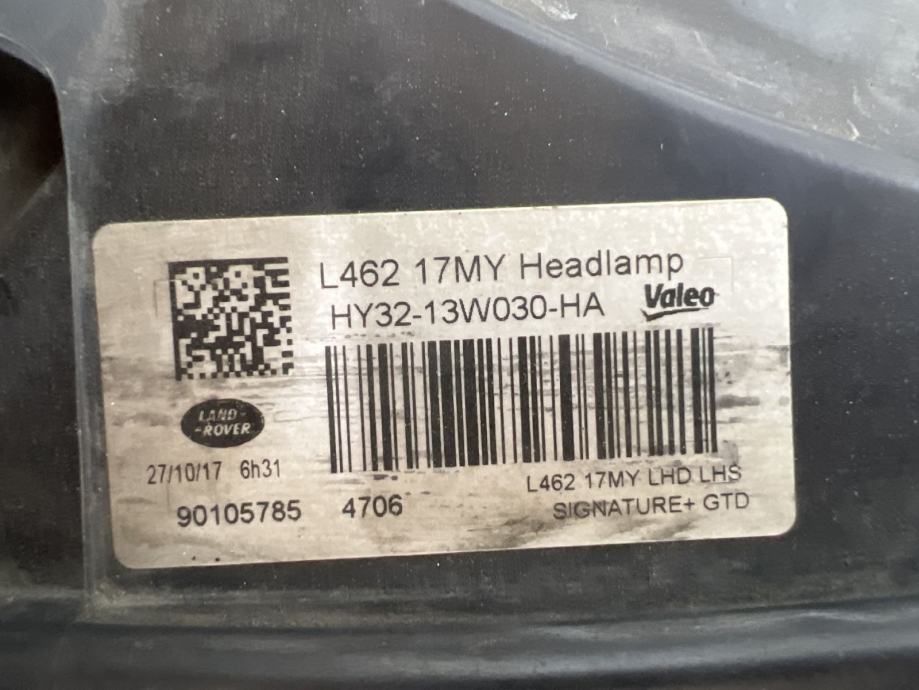 L462 17MY Headlamp
HY32-13W030-HA Valeo
LAND-
-ROVER
27/10/17 6h31
L462 17MY LHD LHS
90105785 4706
SIGNATURE+ GTD